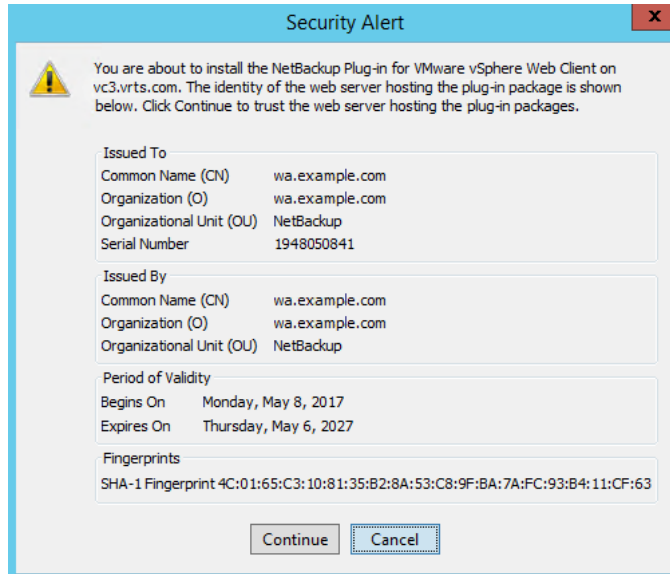 Security Alert
x
You are about to install the NetBackup Plug-in for VMware vSphere Web Client on
vc3.vrts.com. The identity of the web server hosting the plug-in package is shown
below. Click Continue to trust the web server hosting the plug-in packages.
Issued To
Common Name (CN) wa.example.com
Organization (O) wa.example.com
Organizational Unit (OU) NetBackup
Serial Number 1948050841
Issued By
Common Name (CN) wa.example.com
Organization (O) wa.example.com
Organizational Unit (OU) NetBackup
Period of Validity
Begins On Monday, May 8, 2017
Expires On Thursday, May 6, 2027
Fingerprints
SHA-1 Fingerprint 4C:01:65:C3:10:81:35:B2:8A:53:C8:9F:BA:7A:FC:93:B4:11:CF:63
Continue Cancel